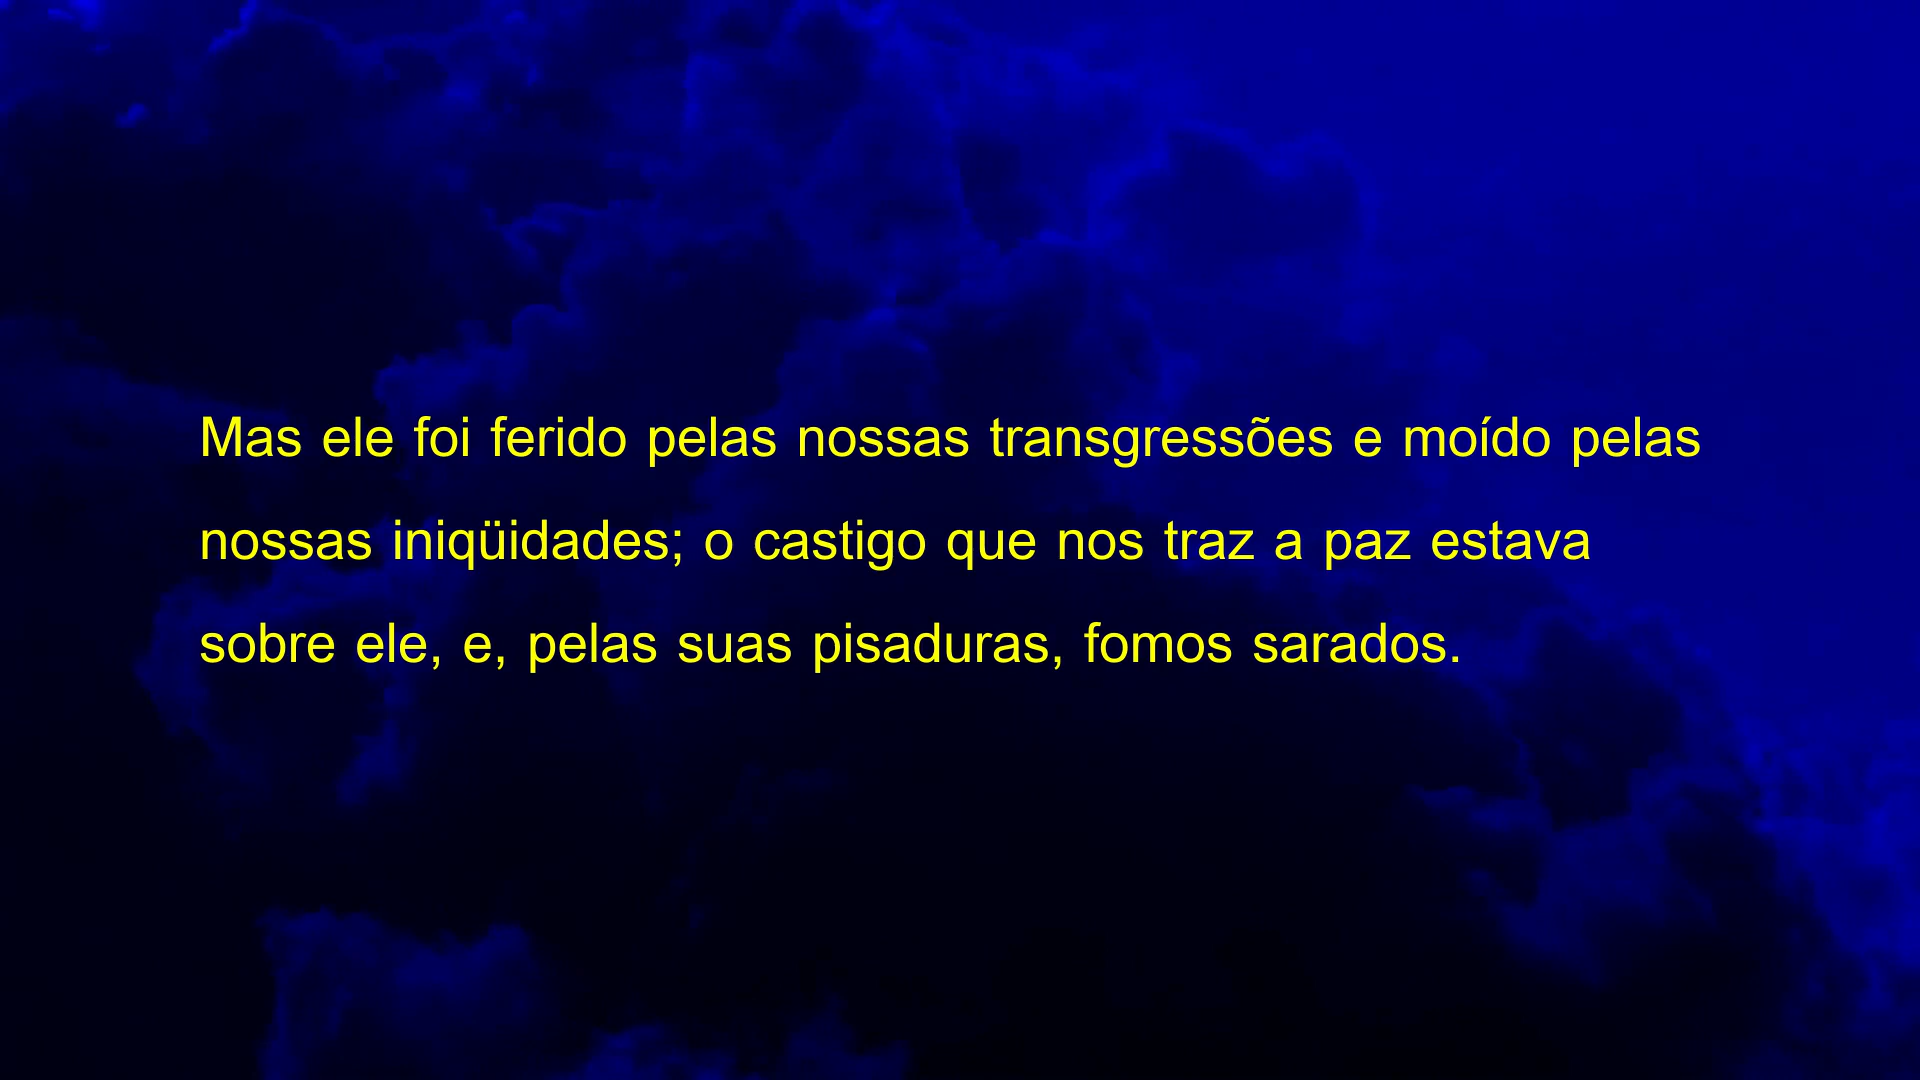 Mas ele foi ferido pelas nossas transgressões e moído pelas
nossas iniqüidades; o castigo que nos traz a paz estava
sobre ele, e, pelas suas pisaduras, fomos sarados.